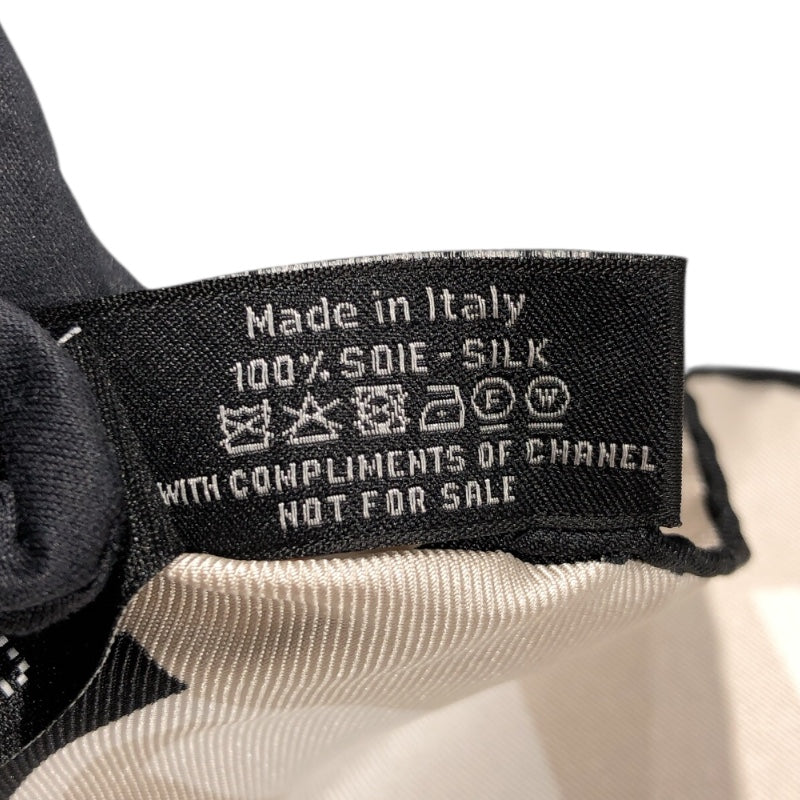 Made in Italy
100% SOIE - SILK
F W
WITH COMPLIMENTS OF CHANEL
NOT FOR SALE